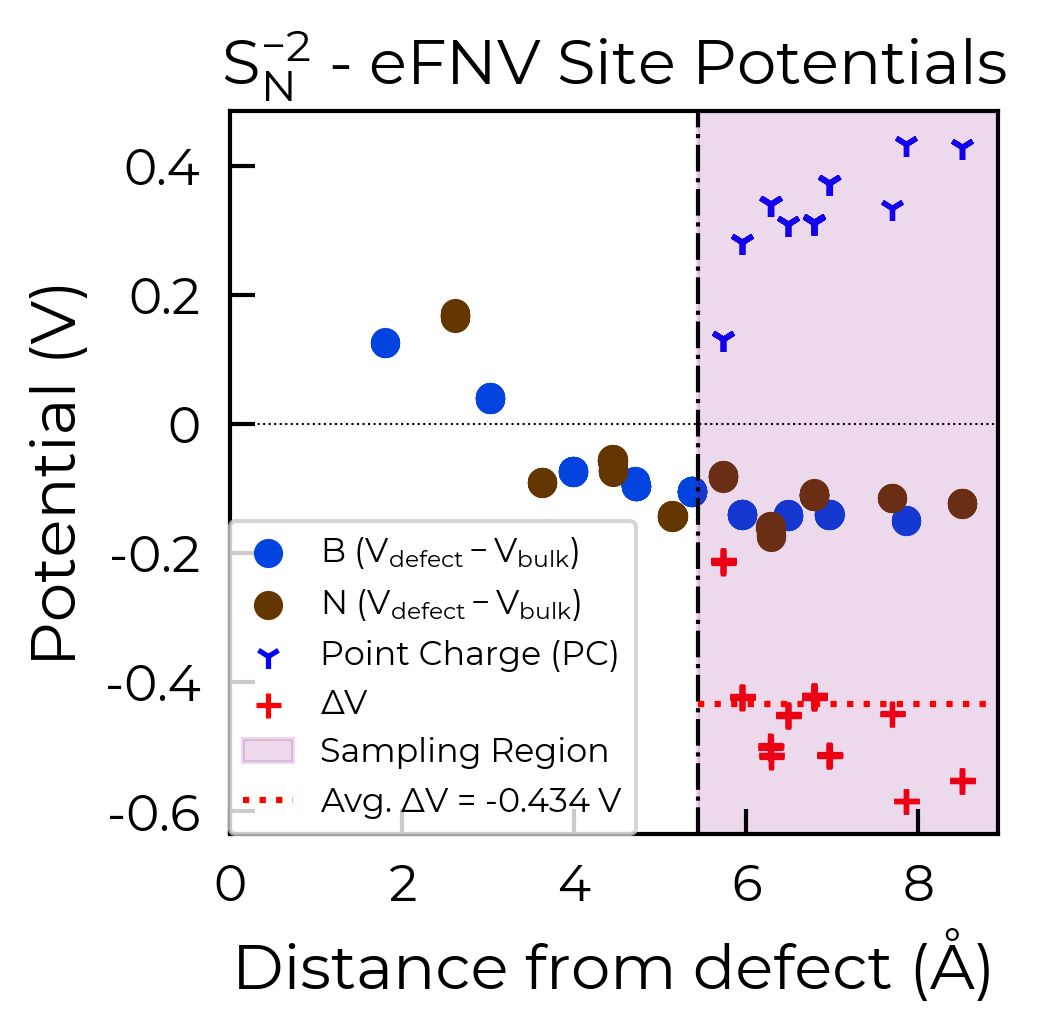 S_N^−2 - eFNV Site Potentials
Potential (V)
0.4
0.2
0
-0.2
-0.4
-0.6
B (V_defect − V_bulk)
N (V_defect − V_bulk)
Point Charge (PC)
ΔV
Sampling Region
Avg. ΔV = -0.434 V
0 2 4 6 8
Distance from defect (Å)